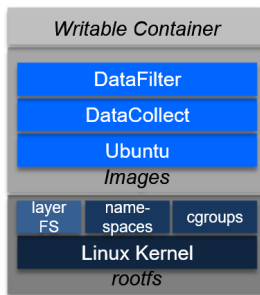 Writable Container
DataFilter
DataCollect
Ubuntu
Images
layer
FS
name-
spaces
cgroups
Linux Kernel
rootfs